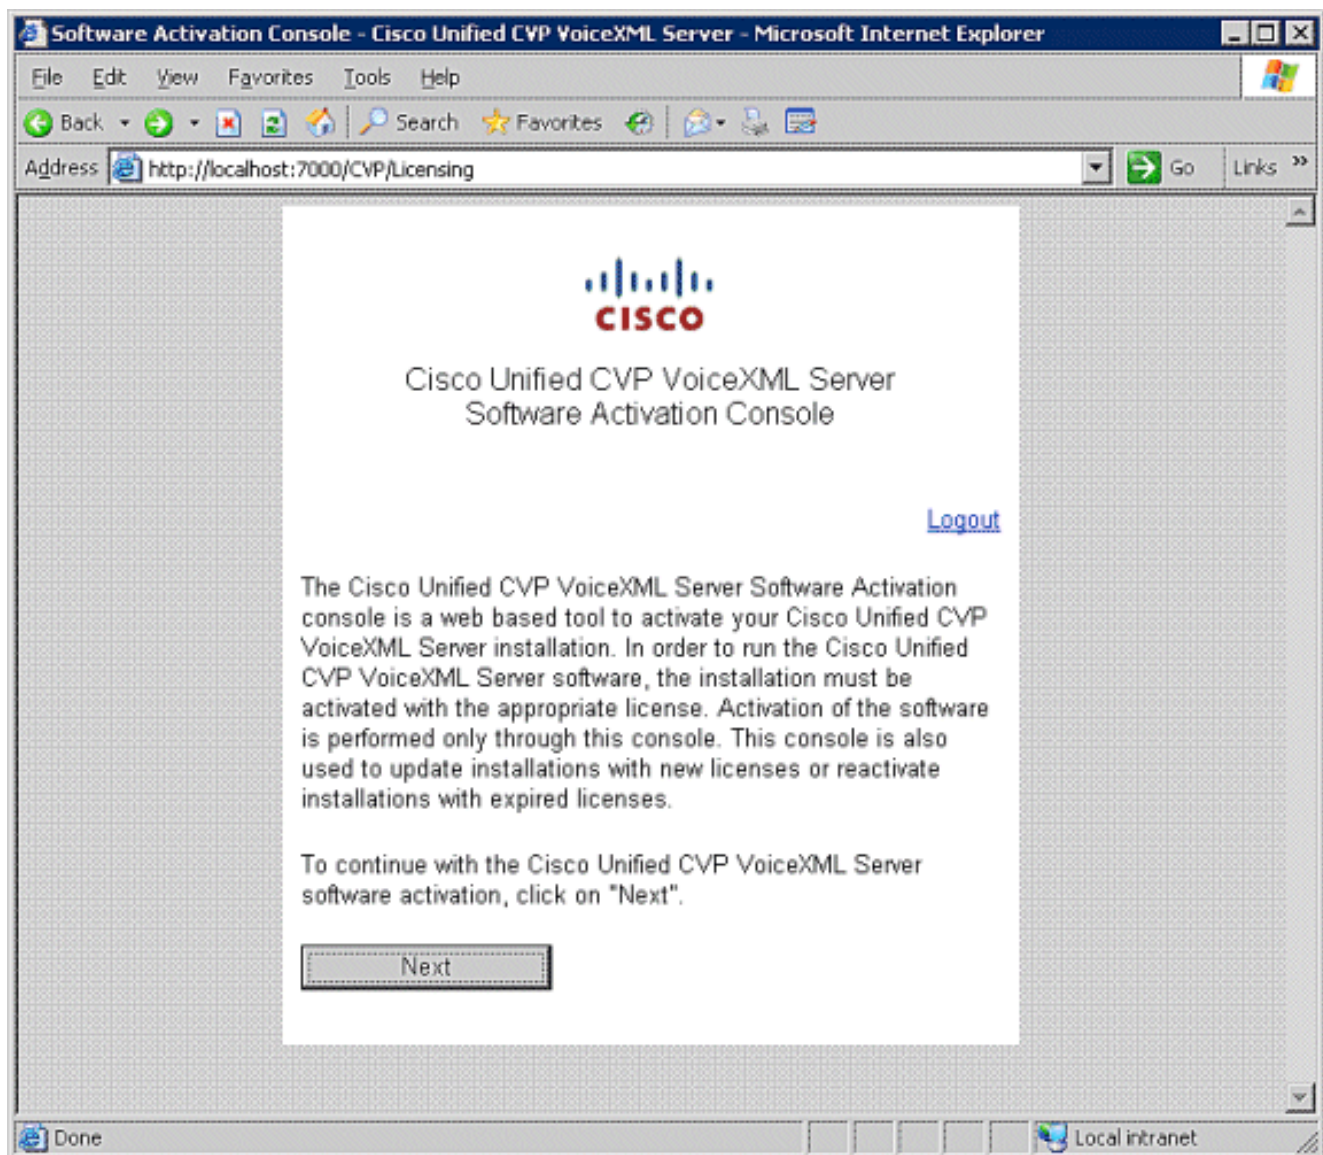 Software Activation Console - Cisco Unified CVP VoiceXML Server - Microsoft Internet Explorer
File Edit View Favorites Tools Help
Back Search Favorites
Address http://localhost:7000/CVP/Licensing Go Links »
CISCO
Cisco Unified CVP VoiceXML Server
Software Activation Console
Logout
The Cisco Unified CVP VoiceXML Server Software Activation
console is a web based tool to activate your Cisco Unified CVP
VoiceXML Server installation. In order to run the Cisco Unified
CVP VoiceXML Server software, the installation must be
activated with the appropriate license. Activation of the software
is performed only through this console. This console is also
used to update installations with new licenses or reactivate
installations with expired licenses.
To continue with the Cisco Unified CVP VoiceXML Server
software activation, click on "Next".
Next
Done Local intranet